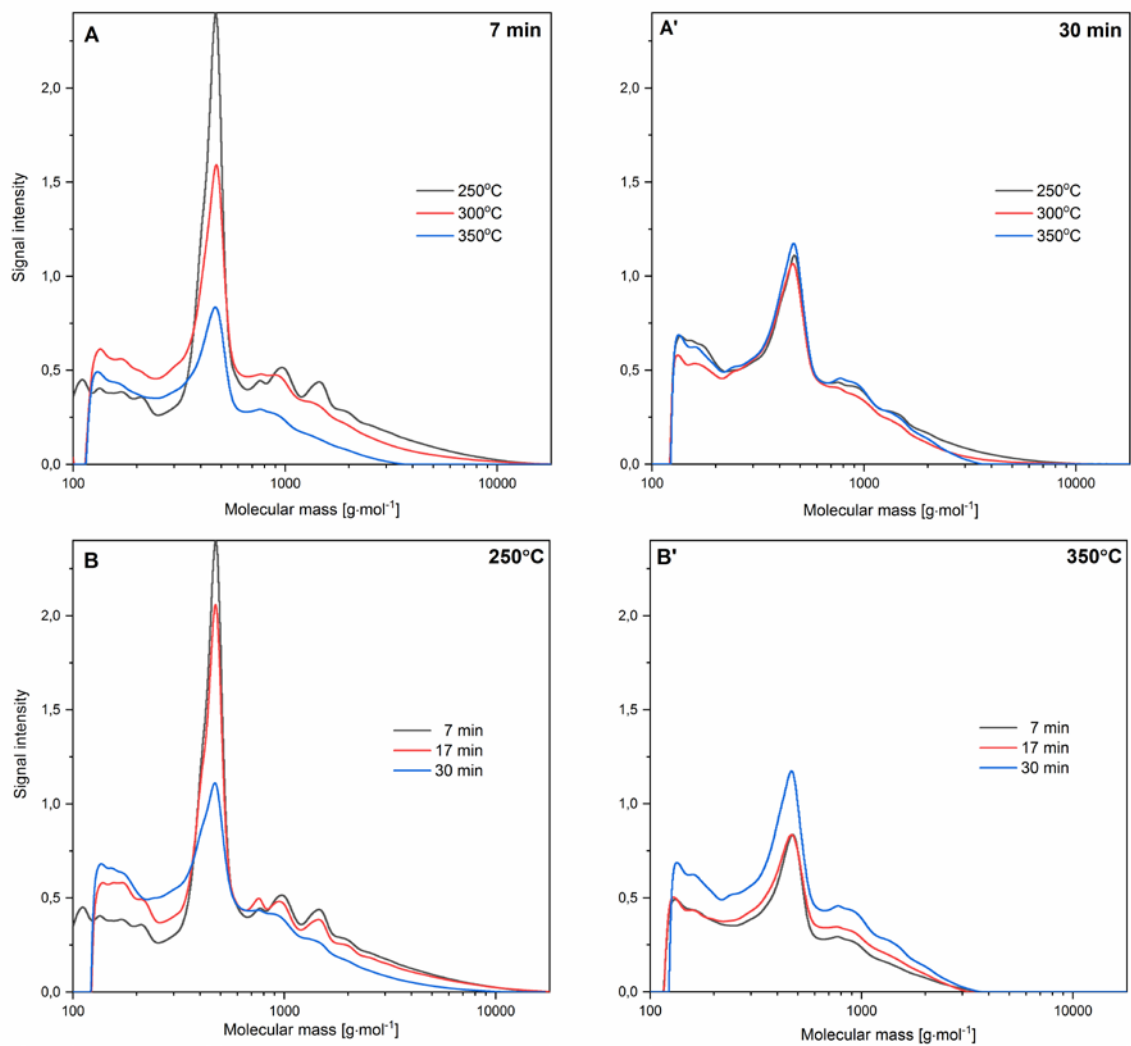 A
7 min
2,0
1,5
1,0
0,5
0,0
Signal intensity
250°C
300°C
350°C
100
1000
10000
Molecular mass [g·mol⁻¹]
A'
30 min
2,0
1,5
1,0
0,5
0,0
250°C
300°C
350°C
100
1000
10000
Molecular mass [g·mol⁻¹]
B
250°C
2,0
1,5
1,0
0,5
0,0
Signal intensity
7 min
17 min
30 min
100
1000
10000
Molecular mass [g·mol⁻¹]
B'
350°C
2,0
1,5
1,0
0,5
0,0
7 min
17 min
30 min
100
1000
10000
Molecular mass [g·mol⁻¹]